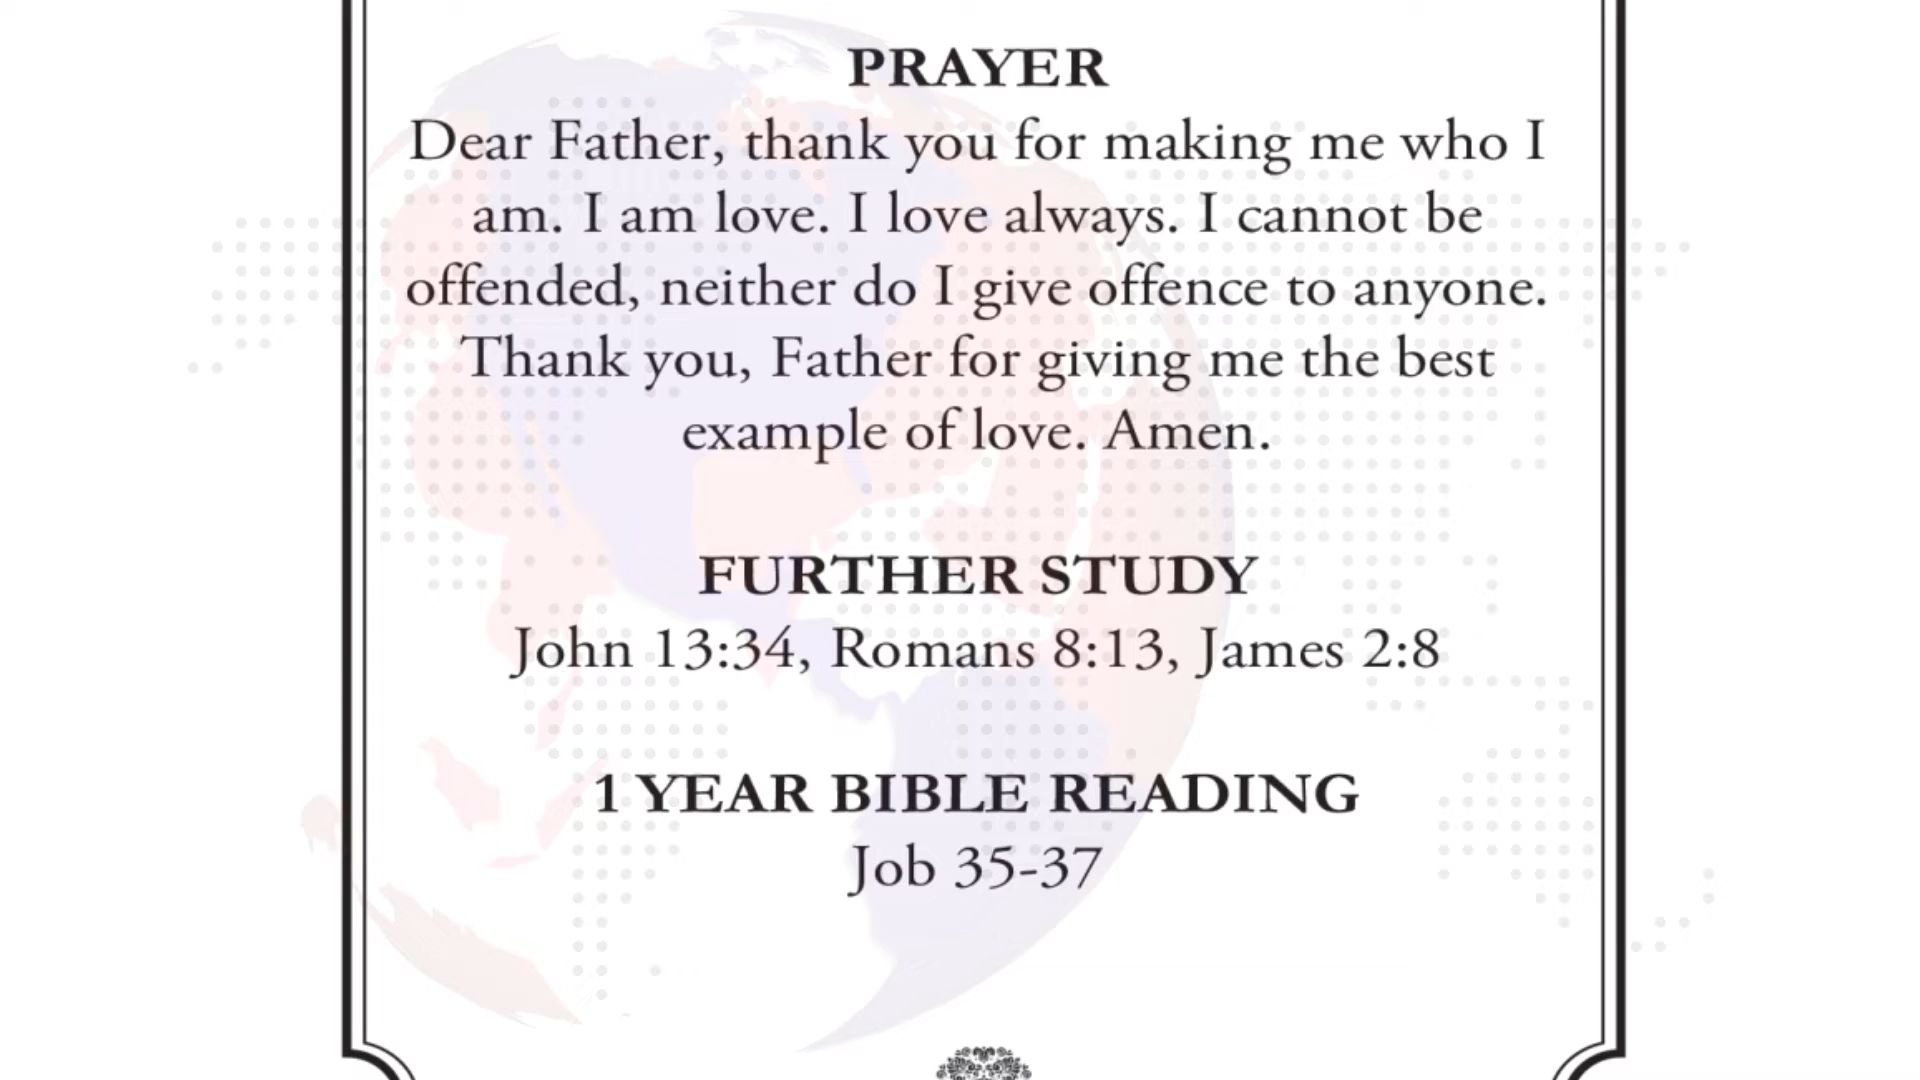 PRAYER
Dear Father, thank you for making me who I
am. I am love. I love always. I cannot be
offended, neither do I give offence to anyone.
Thank you, Father for giving me the best
example of love. Amen.
FURTHER STUDY
John 13:34, Romans 8:13, James 2:8
1 YEAR BIBLE READING
Job 35-37